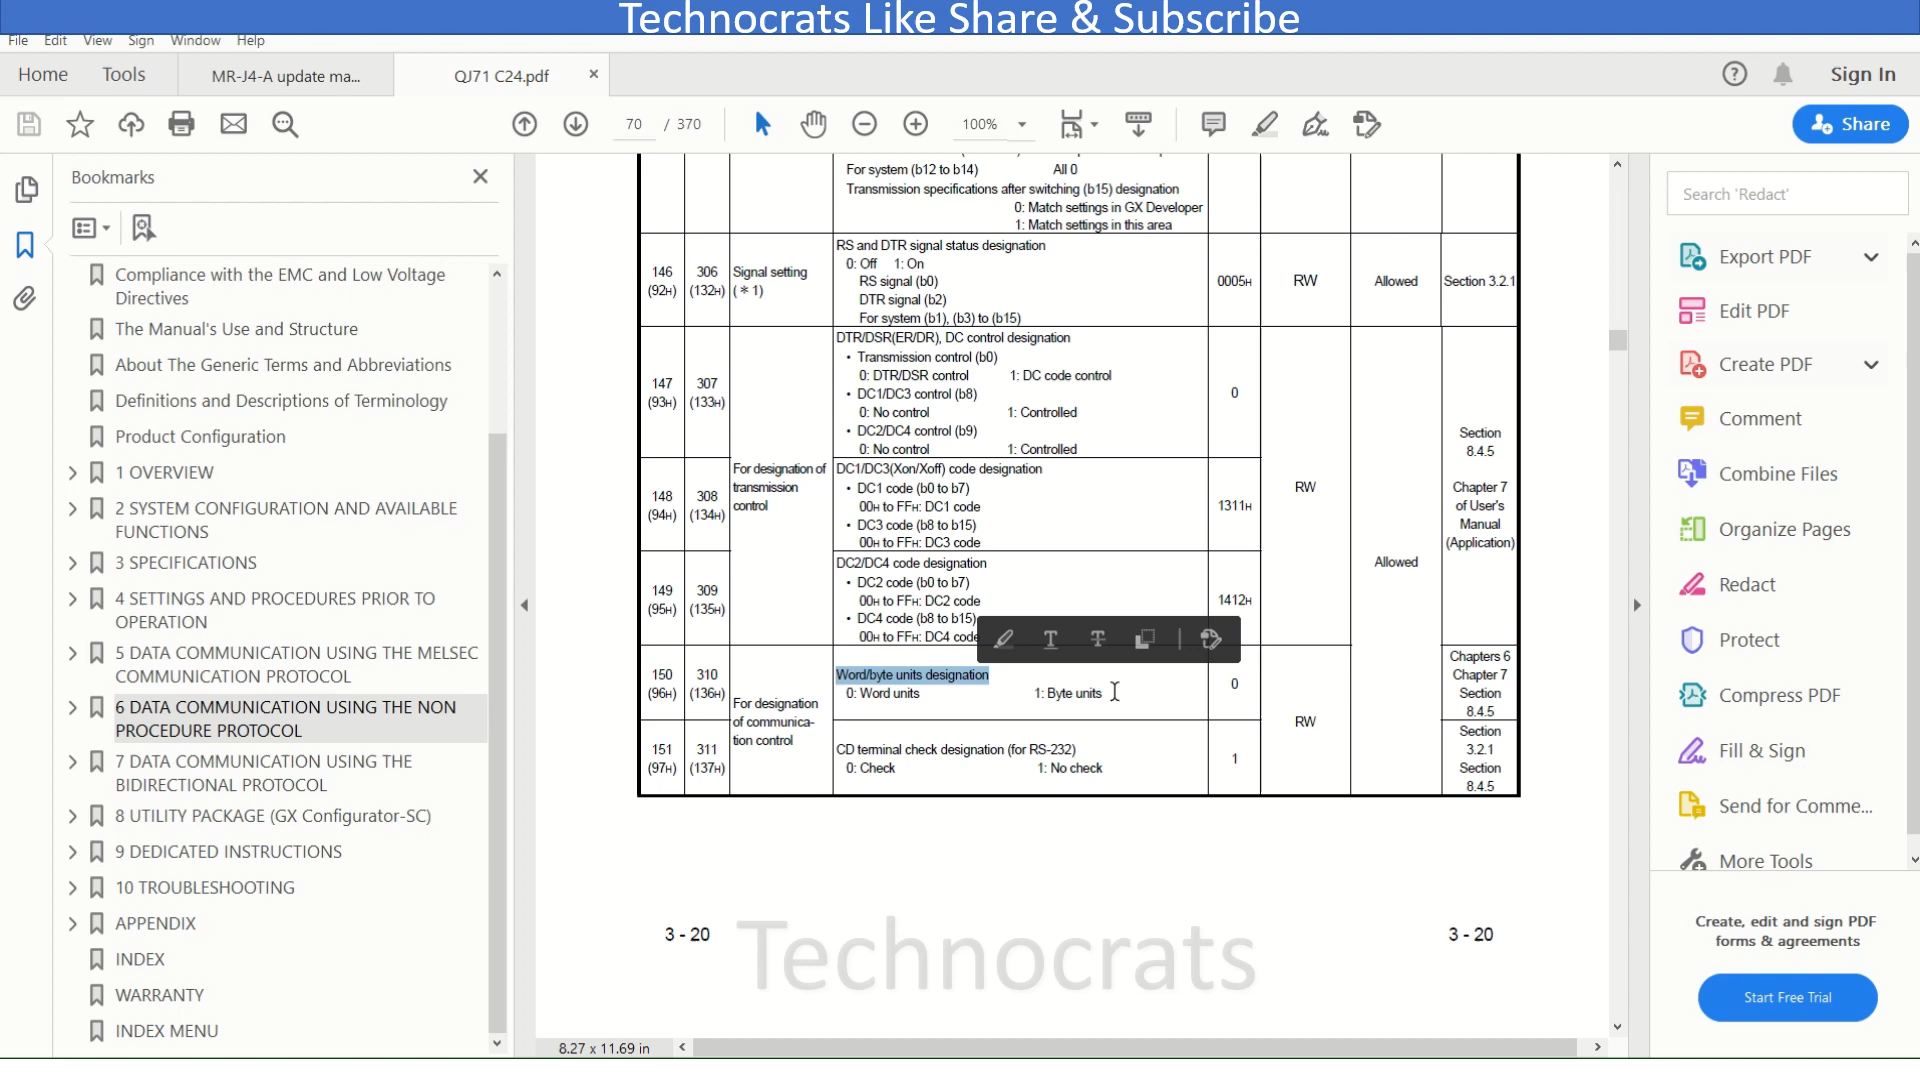 Technocrats Like Share & Subscribe
File Edit View Sign Window Help
Home Tools MR-J4-A update ma... QJ71 C24.pdf Sign In
70 / 370 100% Share
Bookmarks
Compliance with the EMC and Low Voltage
Directives
The Manual's Use and Structure
About The Generic Terms and Abbreviations
Definitions and Descriptions of Terminology
Product Configuration
1 OVERVIEW
2 SYSTEM CONFIGURATION AND AVAILABLE
FUNCTIONS
3 SPECIFICATIONS
4 SETTINGS AND PROCEDURES PRIOR TO
OPERATION
5 DATA COMMUNICATION USING THE MELSEC
COMMUNICATION PROTOCOL
6 DATA COMMUNICATION USING THE NON
PROCEDURE PROTOCOL
7 DATA COMMUNICATION USING THE
BIDIRECTIONAL PROTOCOL
8 UTILITY PACKAGE (GX Configurator-SC)
9 DEDICATED INSTRUCTIONS
10 TROUBLESHOOTING
APPENDIX
INDEX
WARRANTY
INDEX MENU
For system (b12 to b14) All 0
Transmission specifications after switching (b15) designation
0: Match settings in GX Developer
1: Match settings in this area
146
(92H)
306
(132H)
Signal setting
(*1)
RS and DTR signal status designation
0: Off 1: On
RS signal (b0)
DTR signal (b2)
For system (b1), (b3) to (b15)
0005H
RW
Allowed
Section 3.2.1
147
(93H)
307
(133H)
For designation of
transmission
control
DTR/DSR(ER/DR), DC control designation
• Transmission control (b0)
0: DTR/DSR control 1: DC code control
• DC1/DC3 control (b8)
0: No control 1: Controlled
• DC2/DC4 control (b9)
0: No control 1: Controlled
0
RW
Allowed
Section
8.4.5
Chapter 7
of User's
Manual
(Application)
148
(94H)
308
(134H)
DC1/DC3(Xon/Xoff) code designation
• DC1 code (b0 to b7)
00H to FFH: DC1 code
• DC3 code (b8 to b15)
00H to FFH: DC3 code
1311H
149
(95H)
309
(135H)
DC2/DC4 code designation
• DC2 code (b0 to b7)
00H to FFH: DC2 code
• DC4 code (b8 to b15)
00H to FFH: DC4 code
1412H
150
(96H)
310
(136H)
For designation
of communica-
tion control
Word/byte units designation
0: Word units 1: Byte units
0
RW
Chapters 6
Chapter 7
Section
8.4.5
151
(97H)
311
(137H)
CD terminal check designation (for RS-232)
0: Check 1: No check
1
Section
3.2.1
Section
8.4.5
3 - 20 3 - 20
Technocrats
8.27 x 11.69 in
Search 'Redact'
Export PDF
Edit PDF
Create PDF
Comment
Combine Files
Organize Pages
Redact
Protect
Compress PDF
Fill & Sign
Send for Comme...
More Tools
Create, edit and sign PDF
forms & agreements
Start Free Trial